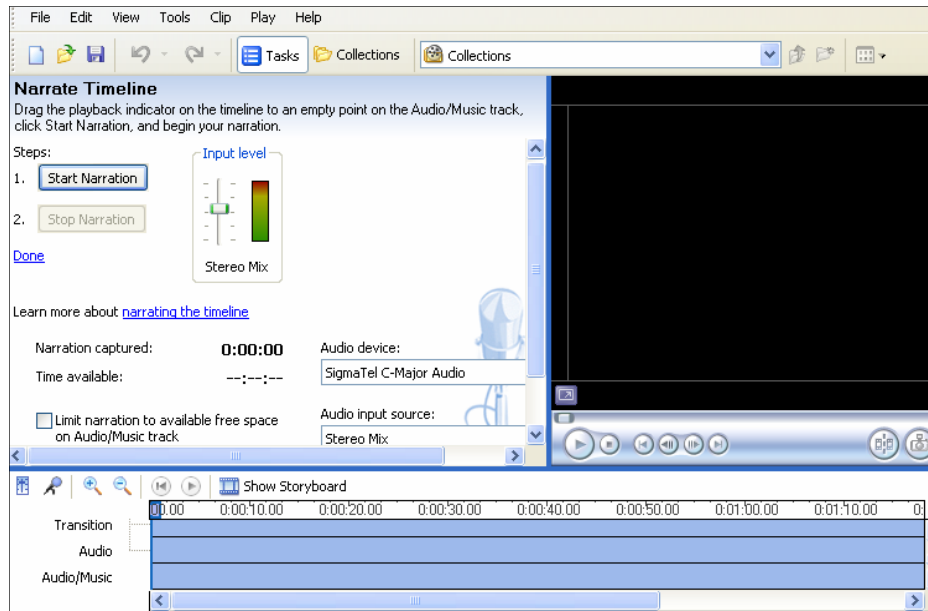 File Edit View Tools Clip Play Help
Tasks Collections Collections
Narrate Timeline
Drag the playback indicator on the timeline to an empty point on the Audio/Music track,
click Start Narration, and begin your narration.
Steps:
Input level
1. Start Narration
2. Stop Narration
Done
Stereo Mix
Learn more about narrating the timeline
Narration captured: 0:00:00
Time available: --:--:--
Limit narration to available free space
on Audio/Music track
Audio device:
SigmaTel C-Major Audio
Audio input source:
Stereo Mix
Show Storyboard
0:00:10.00 0:00:20.00 0:00:30.00 0:00:40.00 0:00:50.00 0:01:00.00 0:01:10.00 0:
Transition
Audio
Audio/Music